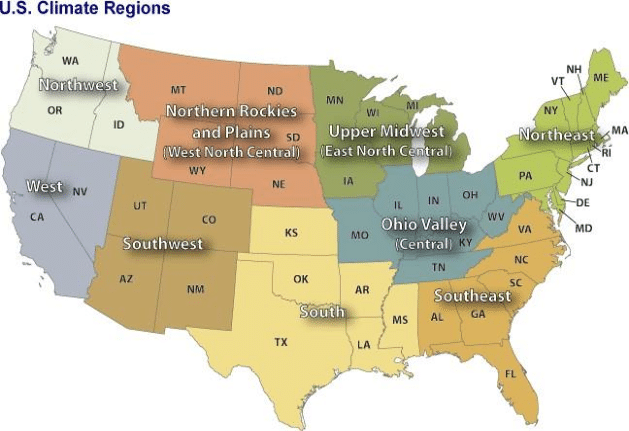 U.S. Climate Regions
WA
Northwest
OR
ID
MT
ND
Northern Rockies
and Plains
(West North Central)
SD
WY
NE
MN
WI
MI
Upper Midwest
(East North Central)
IA
VT
NH
ME
NY
Northeast
MA
RI
CT
PA
NJ
DE
MD
West
NV
CA
UT
CO
Southwest
AZ
NM
KS
OK
AR
South
TX
LA
MS
IL
IN
OH
WV
Ohio Valley
(Central)
MO
KY
TN
VA
NC
SC
Southeast
AL
GA
FL